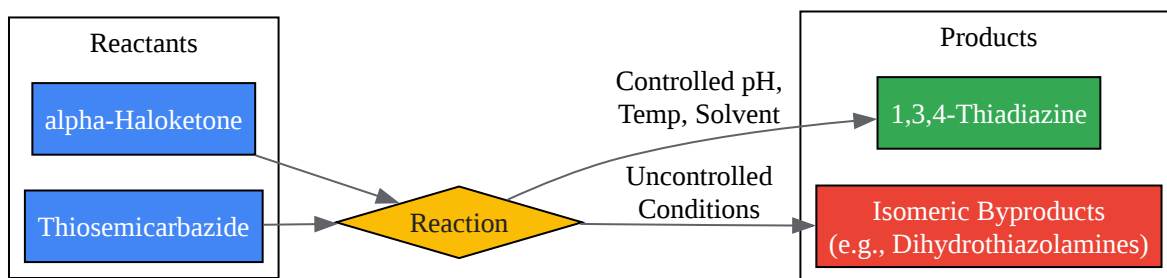 Reactants
alpha-Haloketone
Thiosemicarbazide
Reaction
Controlled pH,
Temp, Solvent
Uncontrolled
Conditions
Products
1,3,4-Thiadiazine
Isomeric Byproducts
(e.g., Dihydrothiazolamines)